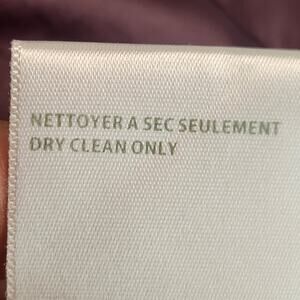 NETTOYER A SEC SEULEMENT
DRY CLEAN ONLY